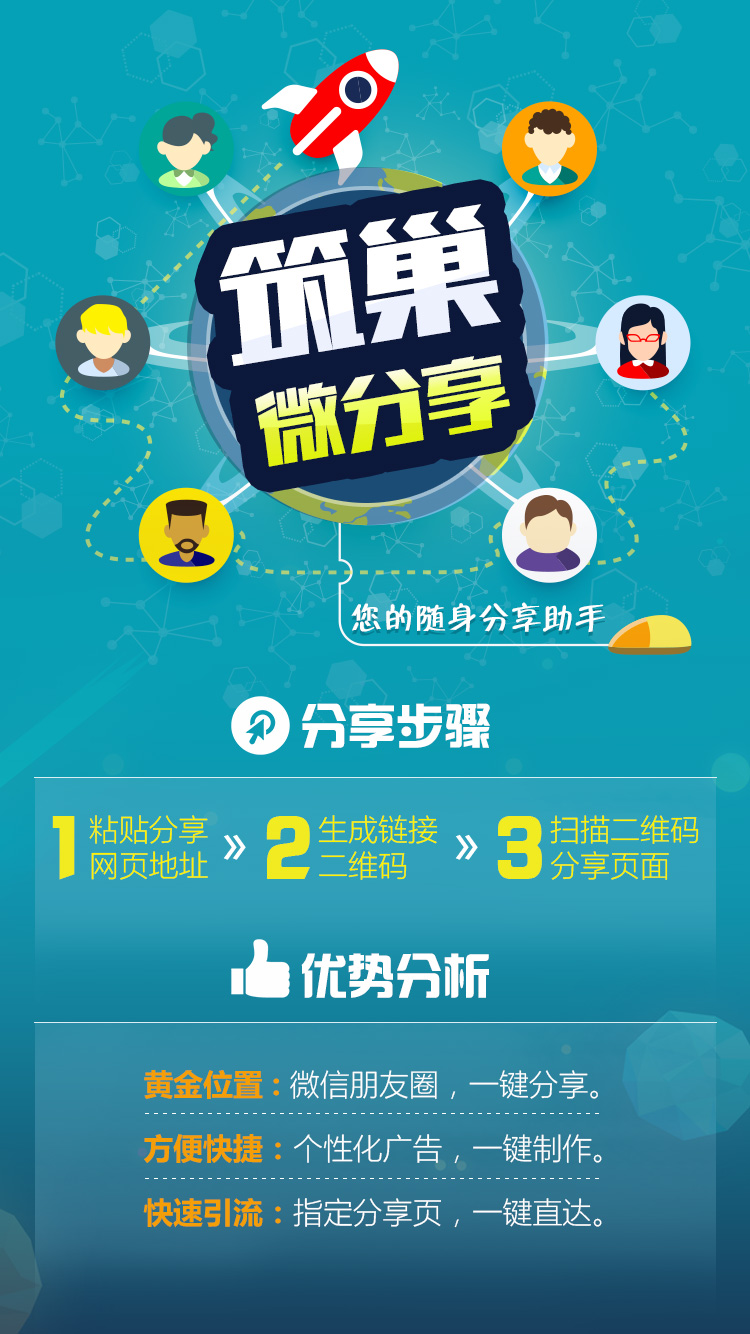 筑巢
微分享
您的随身分享助手
分享步骤
1 粘贴分享
网页地址
»
2 生成链接
二维码
»
3 扫描二维码
分享页面
优势分析
黄金位置：微信朋友圈，一键分享。
方便快捷：个性化广告，一键制作。
快速引流：指定分享页，一键直达。